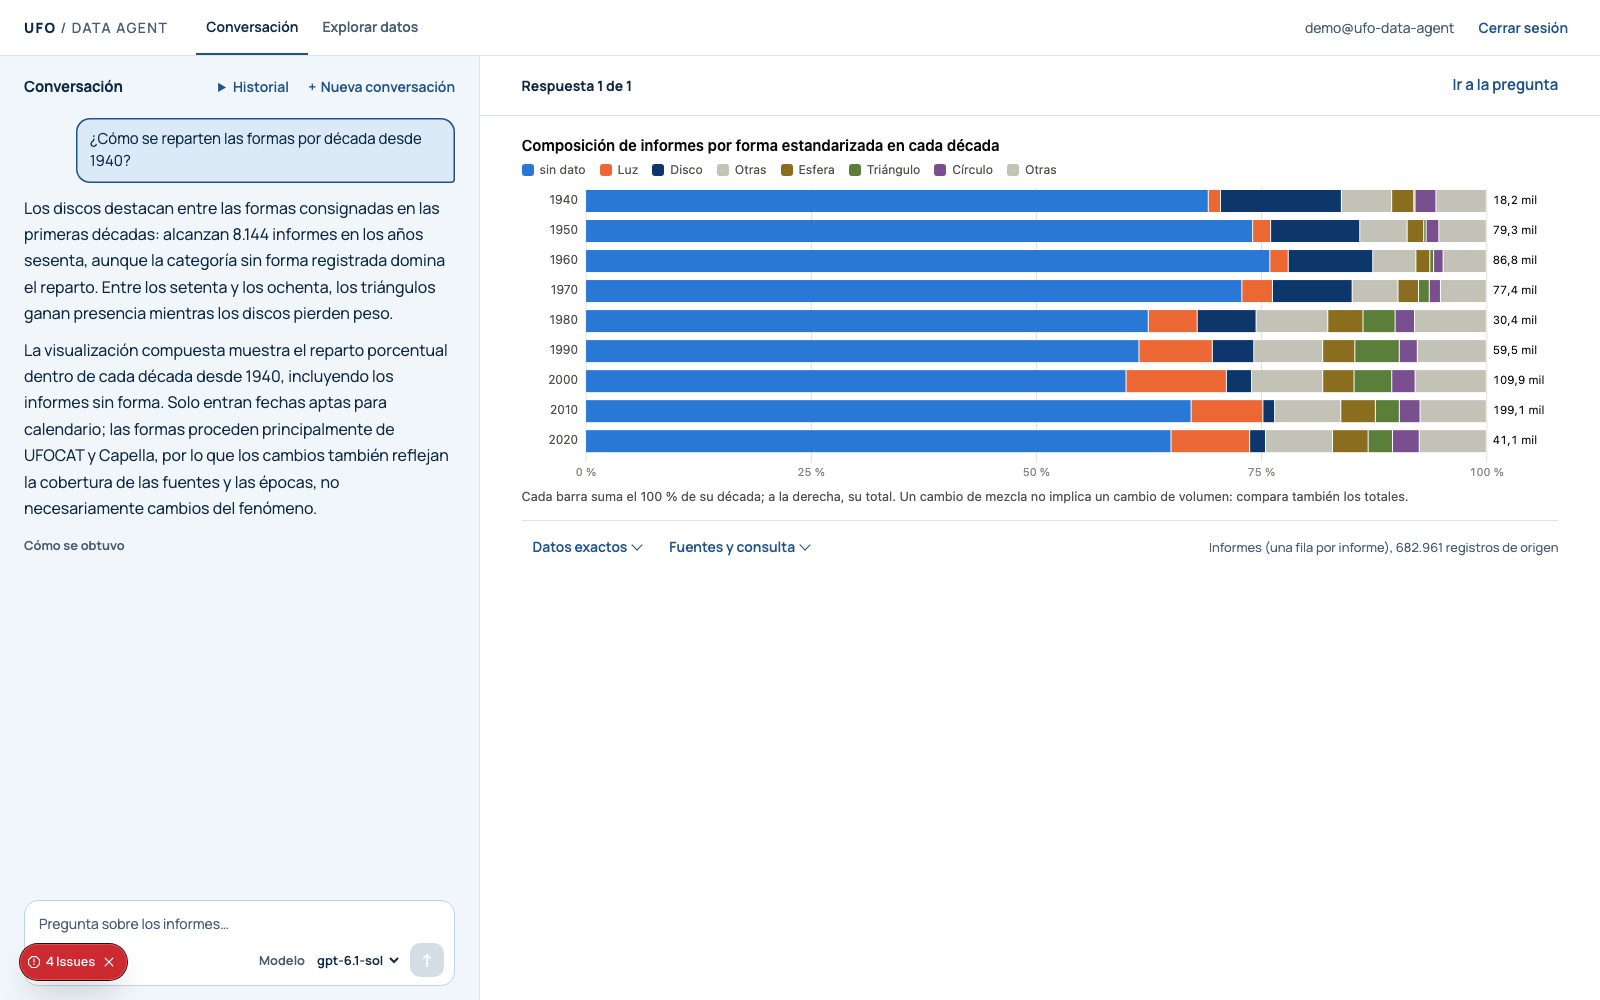 UFO / DATA AGENT
Conversación
Explorar datos
demo@ufo-data-agent
Cerrar sesión
Conversación
Historial
+ Nueva conversación
¿Cómo se reparten las formas por década desde
1940?
Los discos destacan entre las formas consignadas en las
primeras décadas: alcanzan 8.144 informes en los años
sesenta, aunque la categoría sin forma registrada domina
el reparto. Entre los setenta y los ochenta, los triángulos
ganan presencia mientras los discos pierden peso.
La visualización compuesta muestra el reparto porcentual
dentro de cada década desde 1940, incluyendo los
informes sin forma. Solo entran fechas aptas para
calendario; las formas proceden principalmente de
UFOCAT y Capella, por lo que los cambios también reflejan
la cobertura de las fuentes y las épocas, no
necesariamente cambios del fenómeno.
Cómo se obtuvo
Pregunta sobre los informes…
4 Issues
Modelo
gpt-6.1-sol
Respuesta 1 de 1
Ir a la pregunta
Composición de informes por forma estandarizada en cada década
sin dato
Luz
Disco
Otras
Esfera
Triángulo
Círculo
Otras
1940
18,2 mil
1950
79,3 mil
1960
86,8 mil
1970
77,4 mil
1980
30,4 mil
1990
59,5 mil
2000
109,9 mil
2010
199,1 mil
2020
41,1 mil
0 %
25 %
50 %
75 %
100 %
Cada barra suma el 100 % de su década; a la derecha, su total. Un cambio de mezcla no implica un cambio de volumen: compara también los totales.
Datos exactos
Fuentes y consulta
Informes (una fila por informe), 682.961 registros de origen